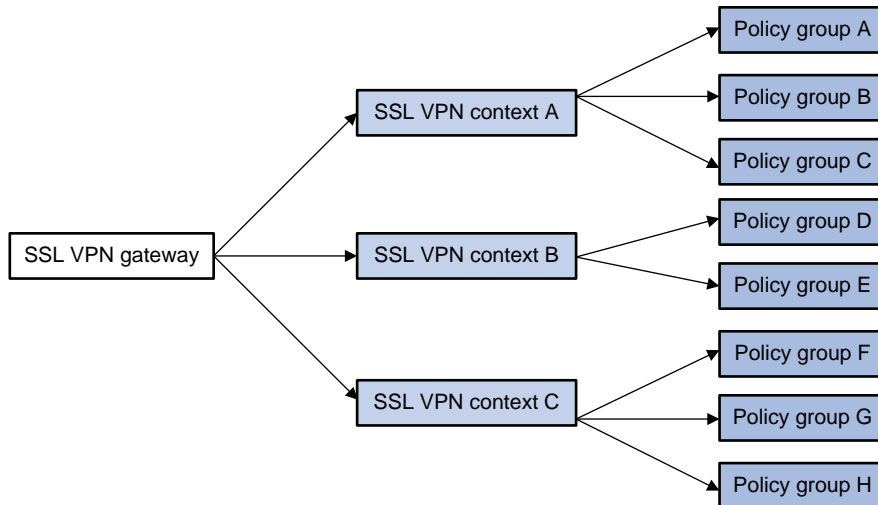 Policy group A
Policy group B
SSL VPN context A
Policy group C
Policy group D
SSL VPN gateway
SSL VPN context B
Policy group E
Policy group F
SSL VPN context C
Policy group G
Policy group H